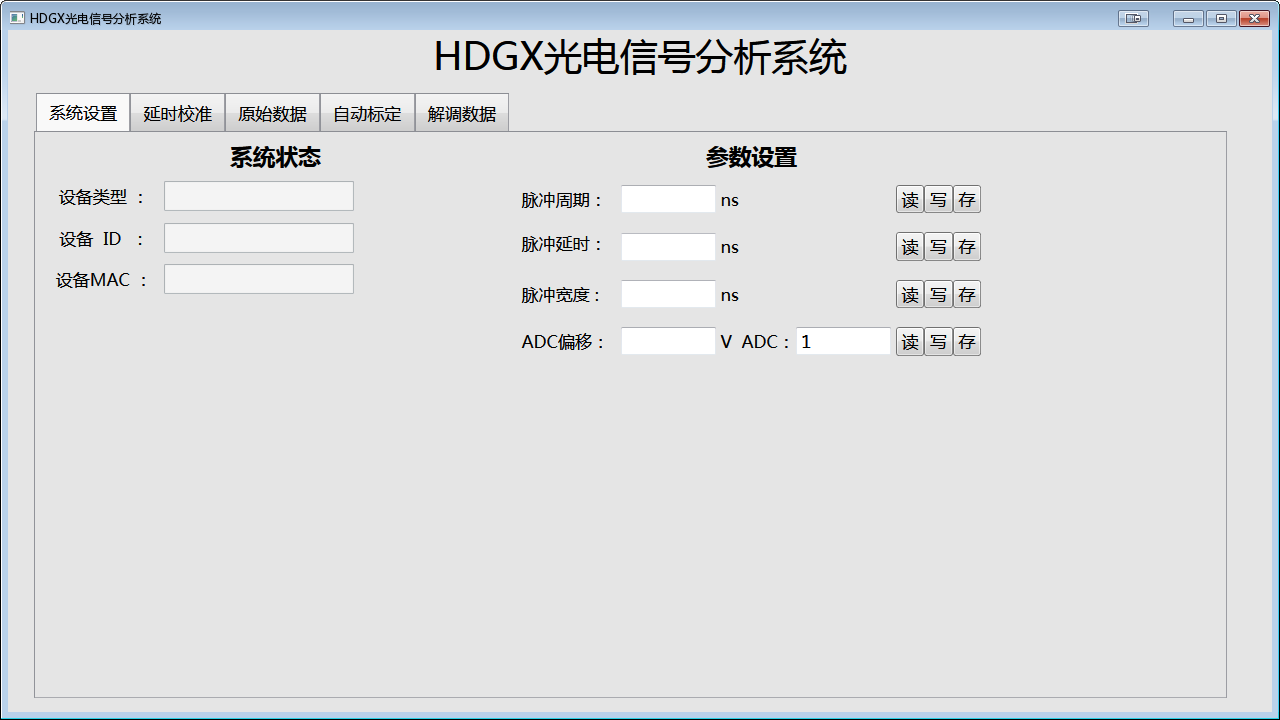 HDGX光电信号分析系统
HDGX光电信号分析系统
系统设置 延时校准 原始数据 自动标定 解调数据
系统状态 参数设置
设备类型 ：
设备 ID ：
设备MAC ：
脉冲周期： ns 读 写 存
脉冲延时： ns 读 写 存
脉冲宽度： ns 读 写 存
ADC偏移： V ADC： 1 读 写 存